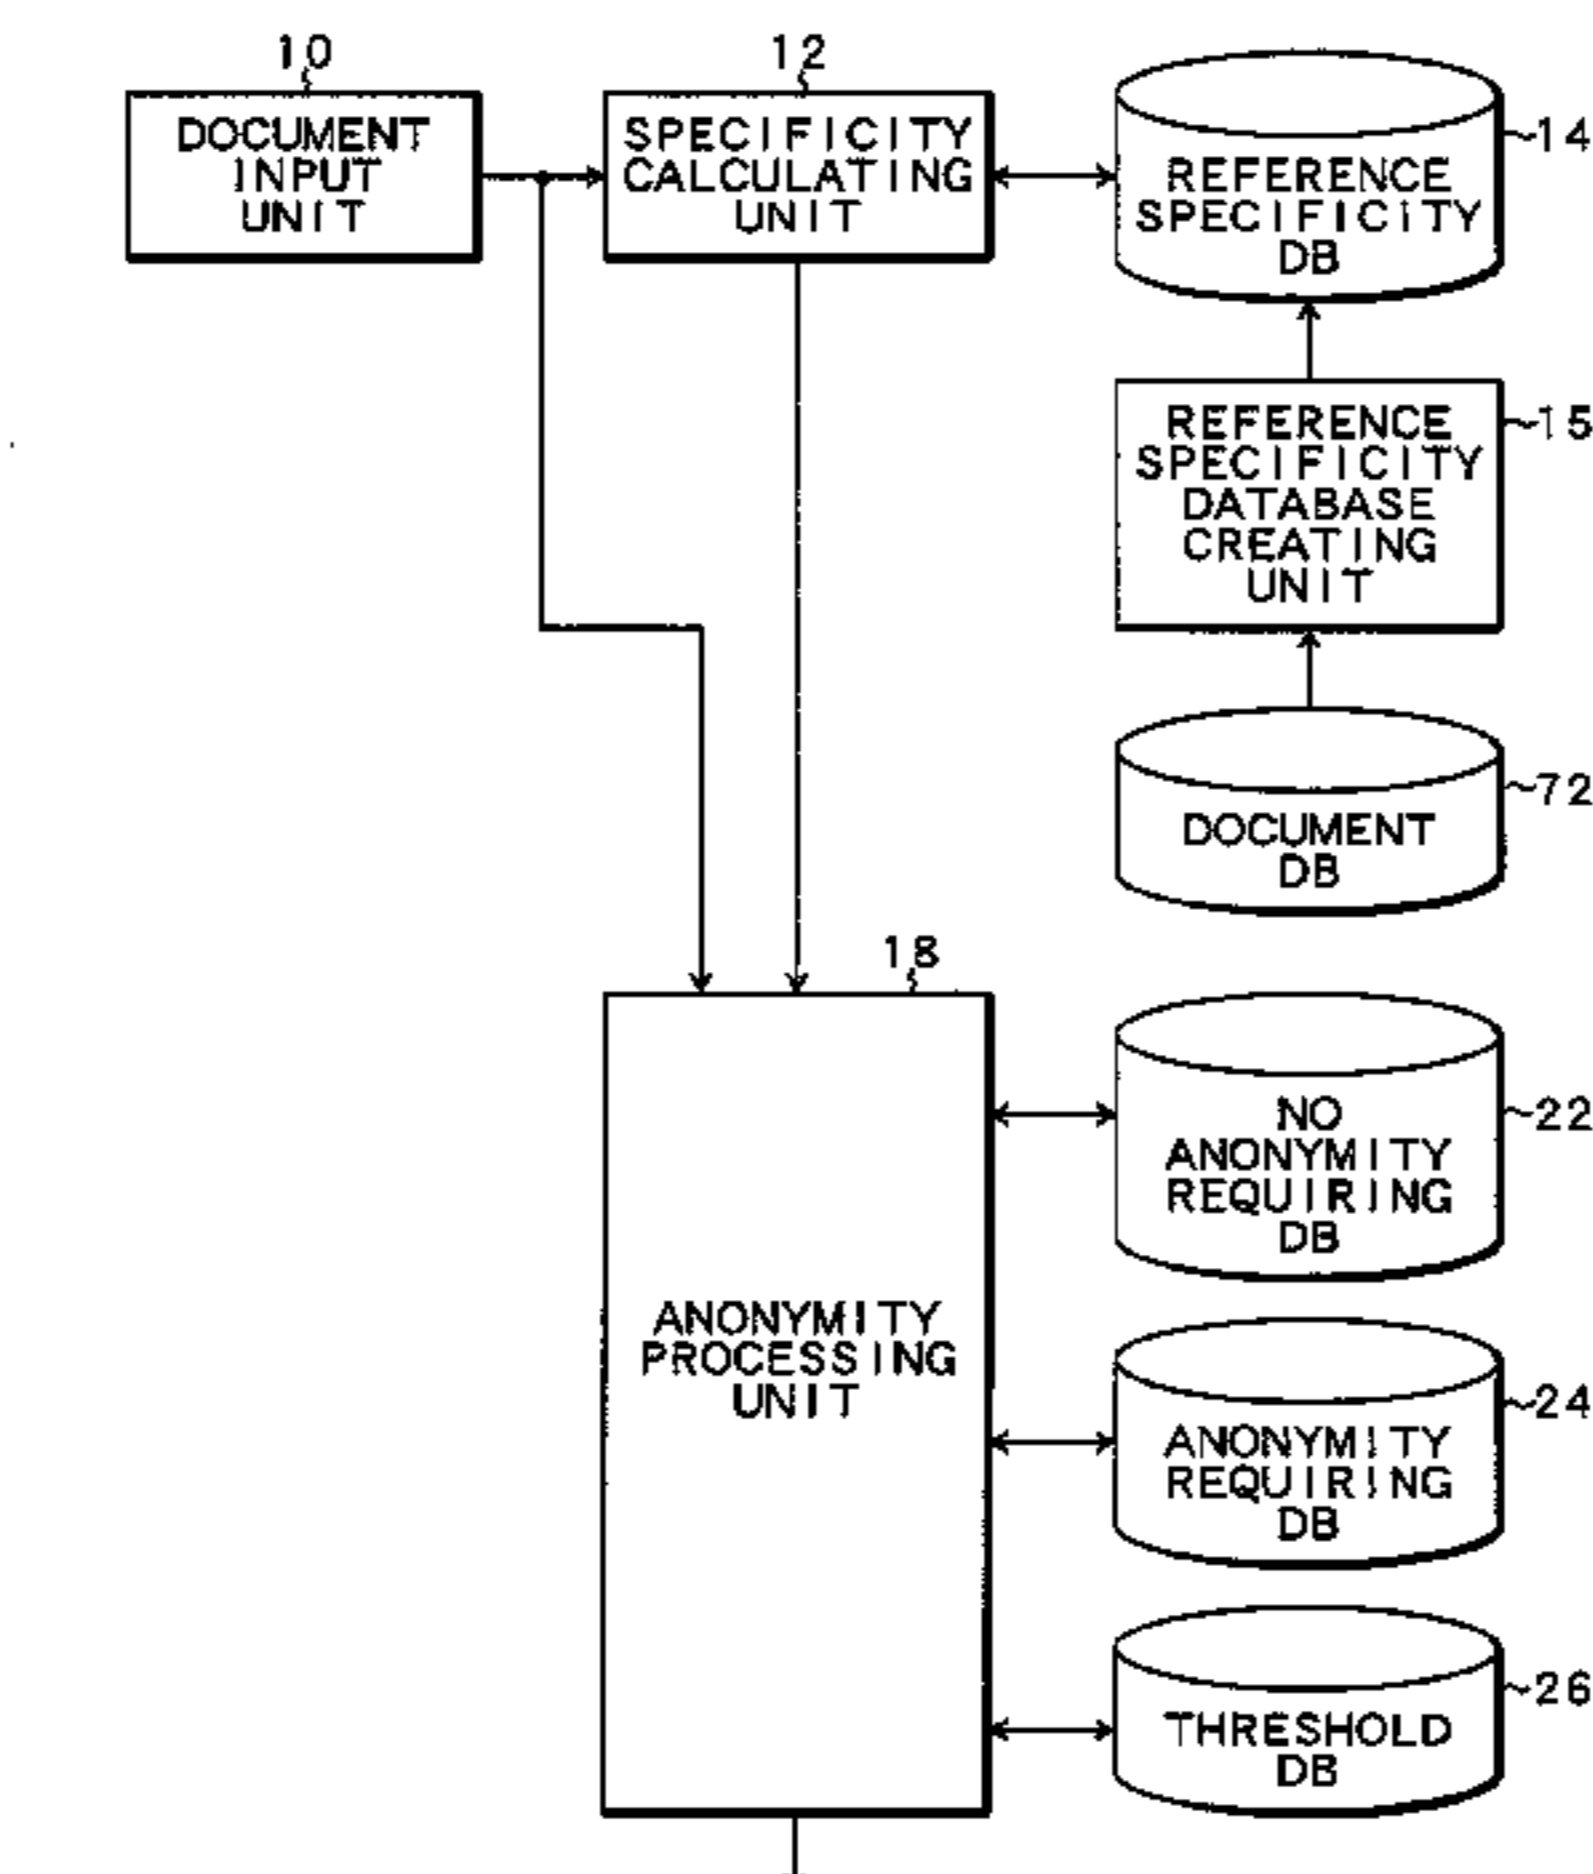 10
DOCUMENT
INPUT
UNIT
12
SPECIFICITY
CALCULATING
UNIT
14
REFERENCE
SPECIFICITY
DB
15
REFERENCE
SPECIFICITY
DATABASE
CREATING
UNIT
72
DOCUMENT
DB
18
ANONYMITY
PROCESSING
UNIT
22
NO
ANONYMITY
REQUIRING
DB
24
ANONYMITY
REQUIRING
DB
26
THRESHOLD
DB